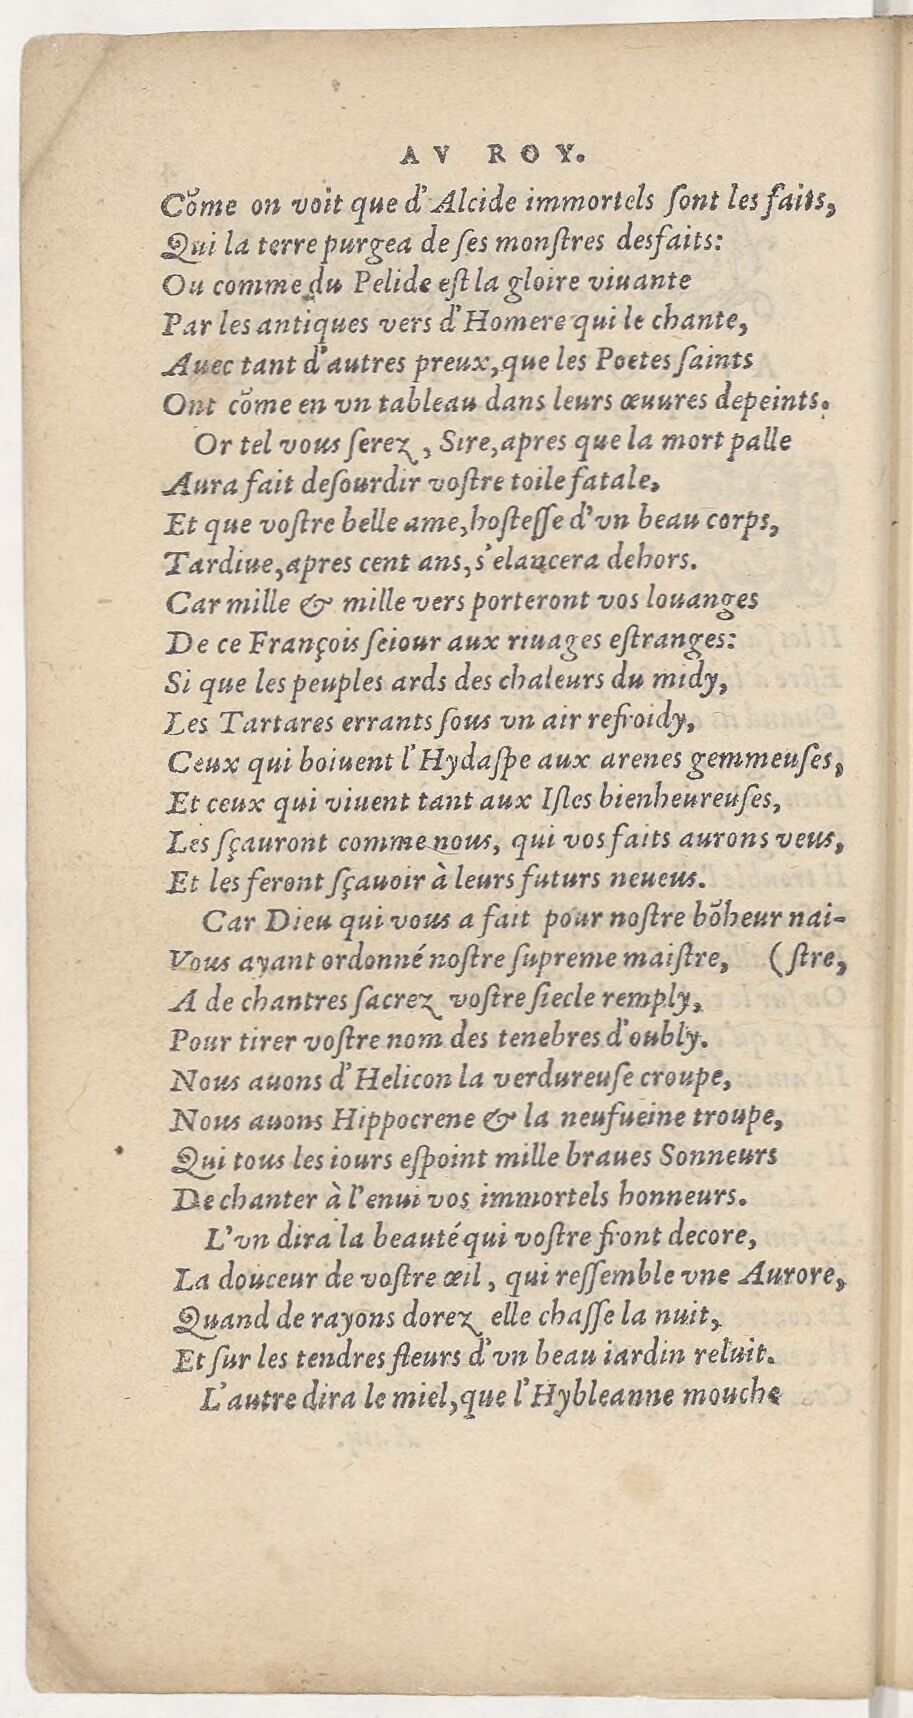 AV ROY.
Cõme on voit que d'Alcide immortels ſont les faits,
Qui la terre purgea de ſes monſtres desfaits:
Ou comme du Pelide eſt la gloire viuante
Par les antiques vers d'Homere qui le chante,
Auec tant d'autres preux, que les Poetes ſaints
Ont cõme en vn tableau dans leurs œuures depeints.
Or tel vous ſerez, Sire, apres que la mort palle
Aura fait deſourdir voſtre toile fatale,
Et que voſtre belle ame, hoſteſſe d'vn beau corps,
Tardiue, apres cent ans, s'elancera dehors.
Car mille & mille vers porteront vos louanges
De ce François ſeiour aux riuages eſtranges:
Si que les peuples ards des chaleurs du midy,
Les Tartares errants ſous vn air refroidy,
Ceux qui boiuent l'Hydaſpe aux arenes gemmeuſes,
Et ceux qui viuent tant aux Iſles bienheureuſes,
Les ſçauront comme nous, qui vos faits aurons veus,
Et les feront ſçavoir à leurs futurs neueus.
Car Dieu qui vous a fait pour noſtre bõheur nai-
Vous ayant ordonné noſtre supreme maiſtre, (ſtre,
A de chantres ſacrez voſtre ſiecle remply,
Pour tirer voſtre nom des tenebres d'oubly.
Nous auons d'Helicon la verdureuſe croupe,
Nous auons Hippocrene & la neufueine troupe,
Qui tous les iours eſpoint mille braues Sonneurs
De chanter à l'enui vos immortels honneurs.
L'vn dira la beauté qui voſtre front decore,
La douceur de voſtre œil, qui reſſemble vne Aurore,
Quand de rayons dorez elle chaſſe la nuit,
Et ſur les tendres fleurs d'vn beau iardin reluit.
L'autre dira le miel, que l'Hybleanne mouche